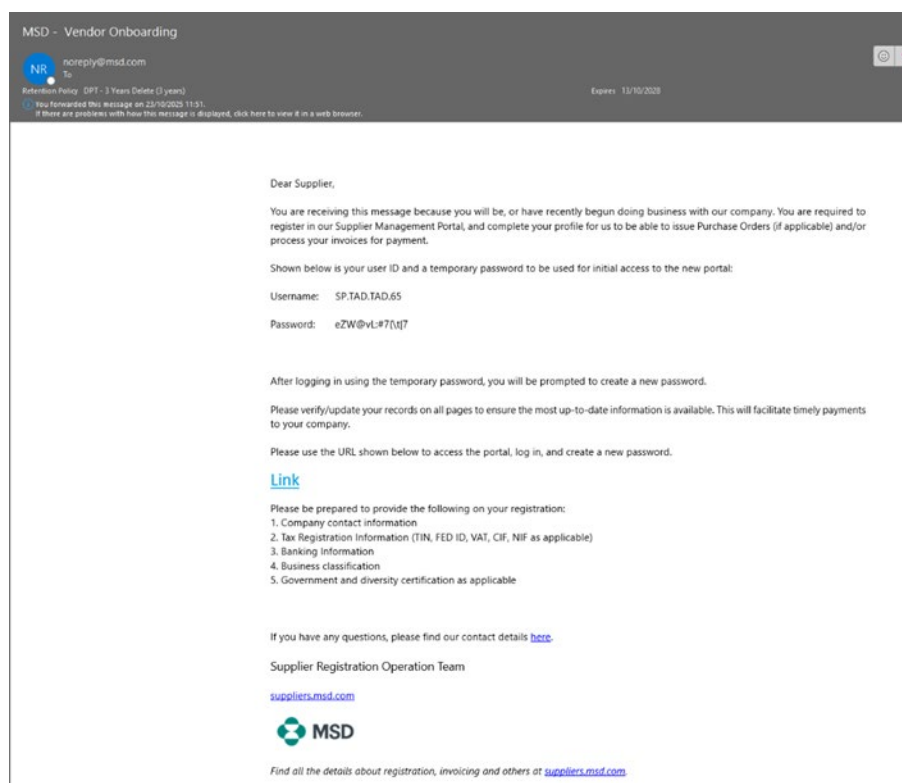 MSD - Vendor Onboarding
NR
noreply@msd.com
To
Retention Policy DPT - 3 Years Delete (3 years)
Expires 13/10/2028
You forwarded this message on 23/10/2025 11:51.
If there are problems with how this message is displayed, click here to view it in a web browser.
Dear Supplier,
You are receiving this message because you will be, or have recently begun doing business with our company. You are required to
register in our Supplier Management Portal, and complete your profile for us to be able to issue Purchase Orders (if applicable) and/or
process your invoices for payment.
Shown below is your user ID and a temporary password to be used for initial access to the new portal:
Username: SP.TAD.TAD.65
Password:
After logging in using the temporary password, you will be prompted to create a new password.
Please verify/update your records on all pages to ensure the most up-to-date information is available. This will facilitate timely payments
to your company.
Please use the URL shown below to access the portal, log in, and create a new password.
Link
Please be prepared to provide the following on your registration:
1. Company contact information
2. Tax Registration Information (TIN, FED ID, VAT, CIF, NIF as applicable)
3. Banking Information
4. Business classification
5. Government and diversity certification as applicable
If you have any questions, please find our contact details here.
Supplier Registration Operation Team
suppliers.msd.com
MSD
Find all the details about registration, invoicing and others at suppliers.msd.com.